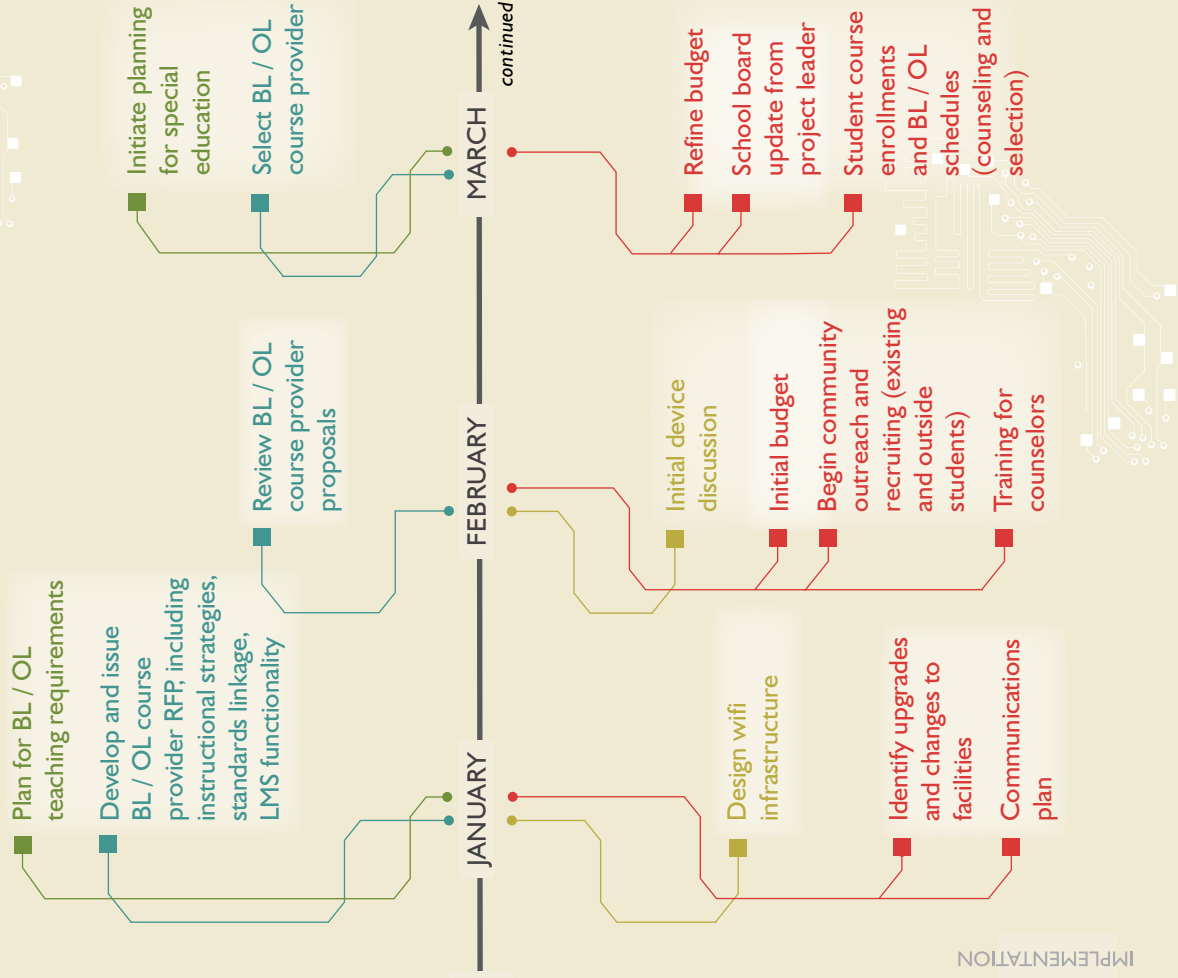 Plan for BL / OL
teaching requirements
Develop and issue
BL / OL course
provider RFP, including
instructional strategies,
standards linkage,
LMS functionality
Review BL / OL
course provider
proposals
Initiate planning
for special
education
Select BL / OL
course provider
JANUARY
FEBRUARY
MARCH
continued
Design wifi
infrastructure
Identify upgrades
and changes to
facilities
Communications
plan
Initial device
discussion
Initial budget
Begin community
outreach and
recruiting (existing
and outside
students)
Training for
counselors
Refine budget
School board
update from
project leader
Student course
enrollments
and BL / OL
schedules
(counseling and
selection)
IMPLEMENTATION